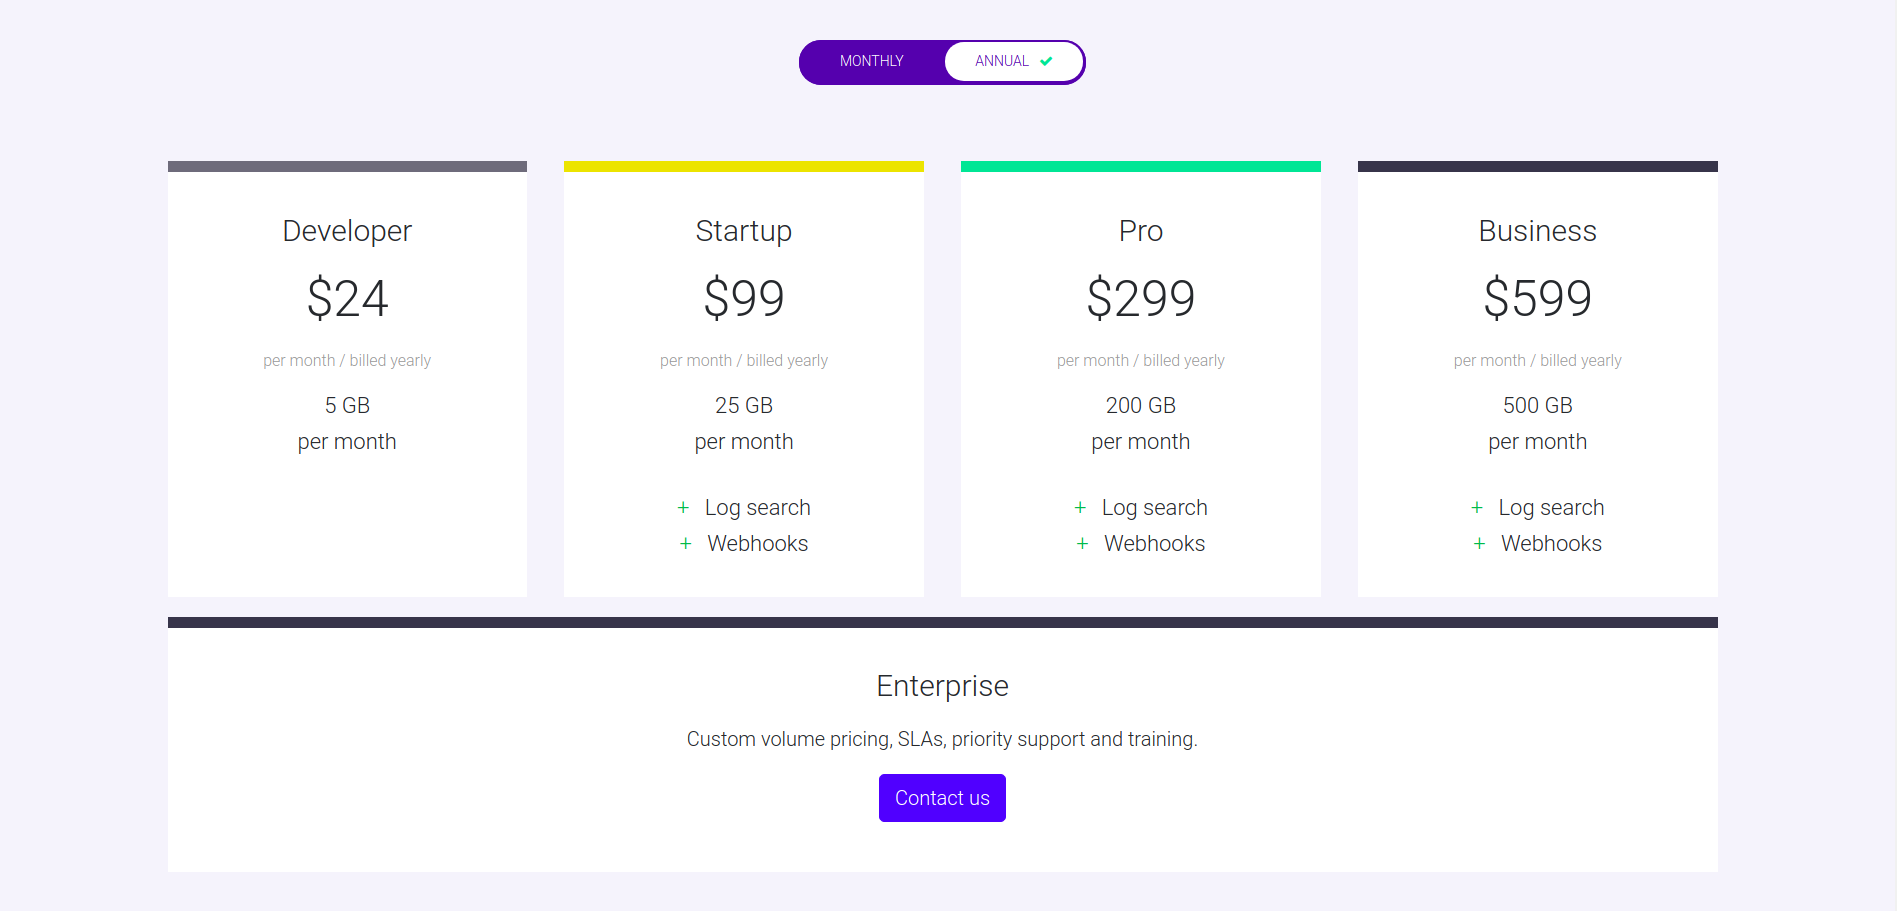 MONTHLY ANNUAL
Developer
$24
per month / billed yearly
5 GB
per month
Startup
$99
per month / billed yearly
25 GB
per month
+ Log search
+ Webhooks
Pro
$299
per month / billed yearly
200 GB
per month
+ Log search
+ Webhooks
Business
$599
per month / billed yearly
500 GB
per month
+ Log search
+ Webhooks
Enterprise
Custom volume pricing, SLAs, priority support and training.
Contact us